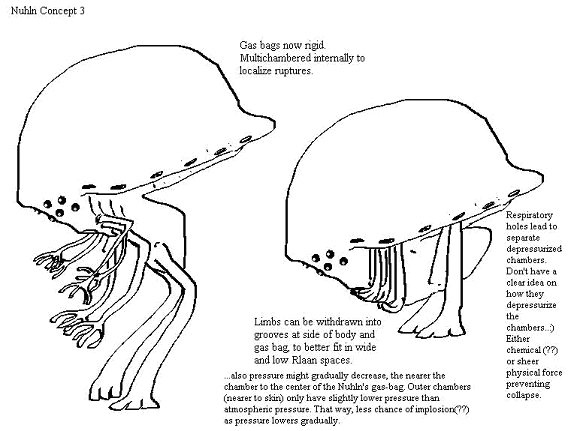 Nuhln Concept 3
Gas bags now rigid.
Multichambered internally to
localize ruptures.
Respiratory
holes lead to
separate
depressurized
chambers.
Don't have a
clear idea on
how they
depressurize
the
chambers..:)
Either
chemical (??)
or sheer
physical force
preventing
collapse.
Limbs can be withdrawn into
grooves at side of body and
gas bag, to better fit in wide
and low Rlaan spaces.
...also pressure might gradually decrease, the nearer the
chamber to the center of the Nuhln's gas-bag. Outer chambers
(nearer to skin) only have slightly lower pressure than
atmospheric pressure. That way, less chance of implosion(??)
as pressure lowers gradually.